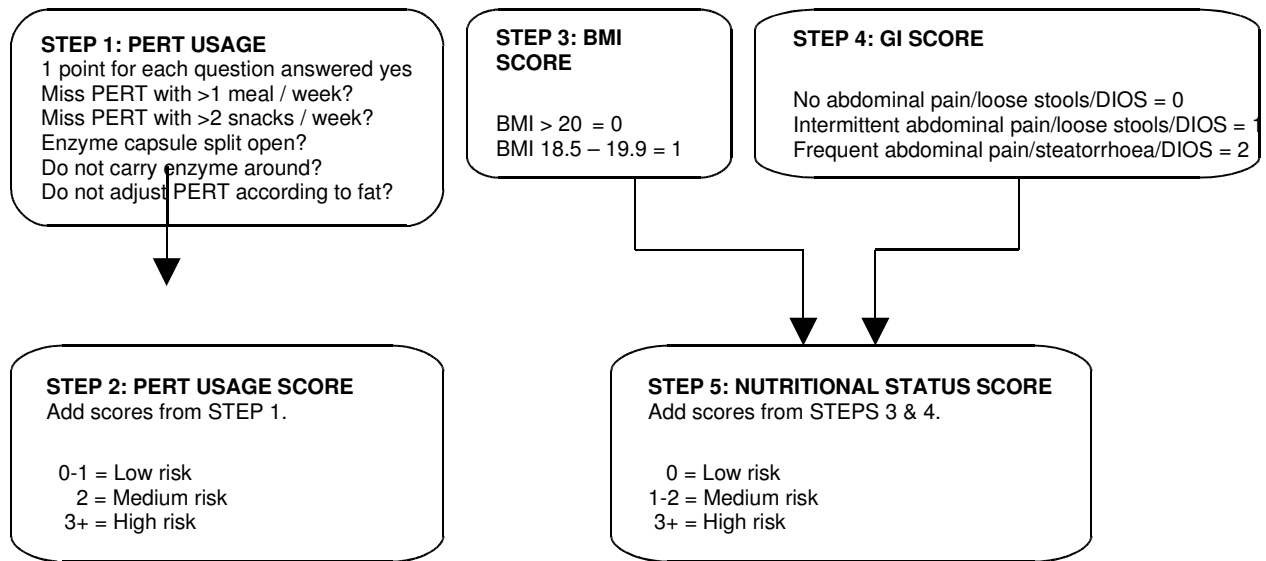 STEP 1: PERT USAGE
1 point for each question answered yes
Miss PERT with >1 meal / week?
Miss PERT with >2 snacks / week?
Enzyme capsule split open?
Do not carry enzyme around?
Do not adjust PERT according to fat?
STEP 3: BMI
SCORE
BMI > 20 = 0
BMI 18.5 – 19.9 = 1
STEP 4: GI SCORE
No abdominal pain/loose stools/DIOS = 0
Intermittent abdominal pain/loose stools/DIOS = 1
Frequent abdominal pain/steatorrhoea/DIOS = 2
STEP 2: PERT USAGE SCORE
Add scores from STEP 1.
0-1 = Low risk
2 = Medium risk
3+ = High risk
STEP 5: NUTRITIONAL STATUS SCORE
Add scores from STEPS 3 & 4.
0 = Low risk
1-2 = Medium risk
3+ = High risk